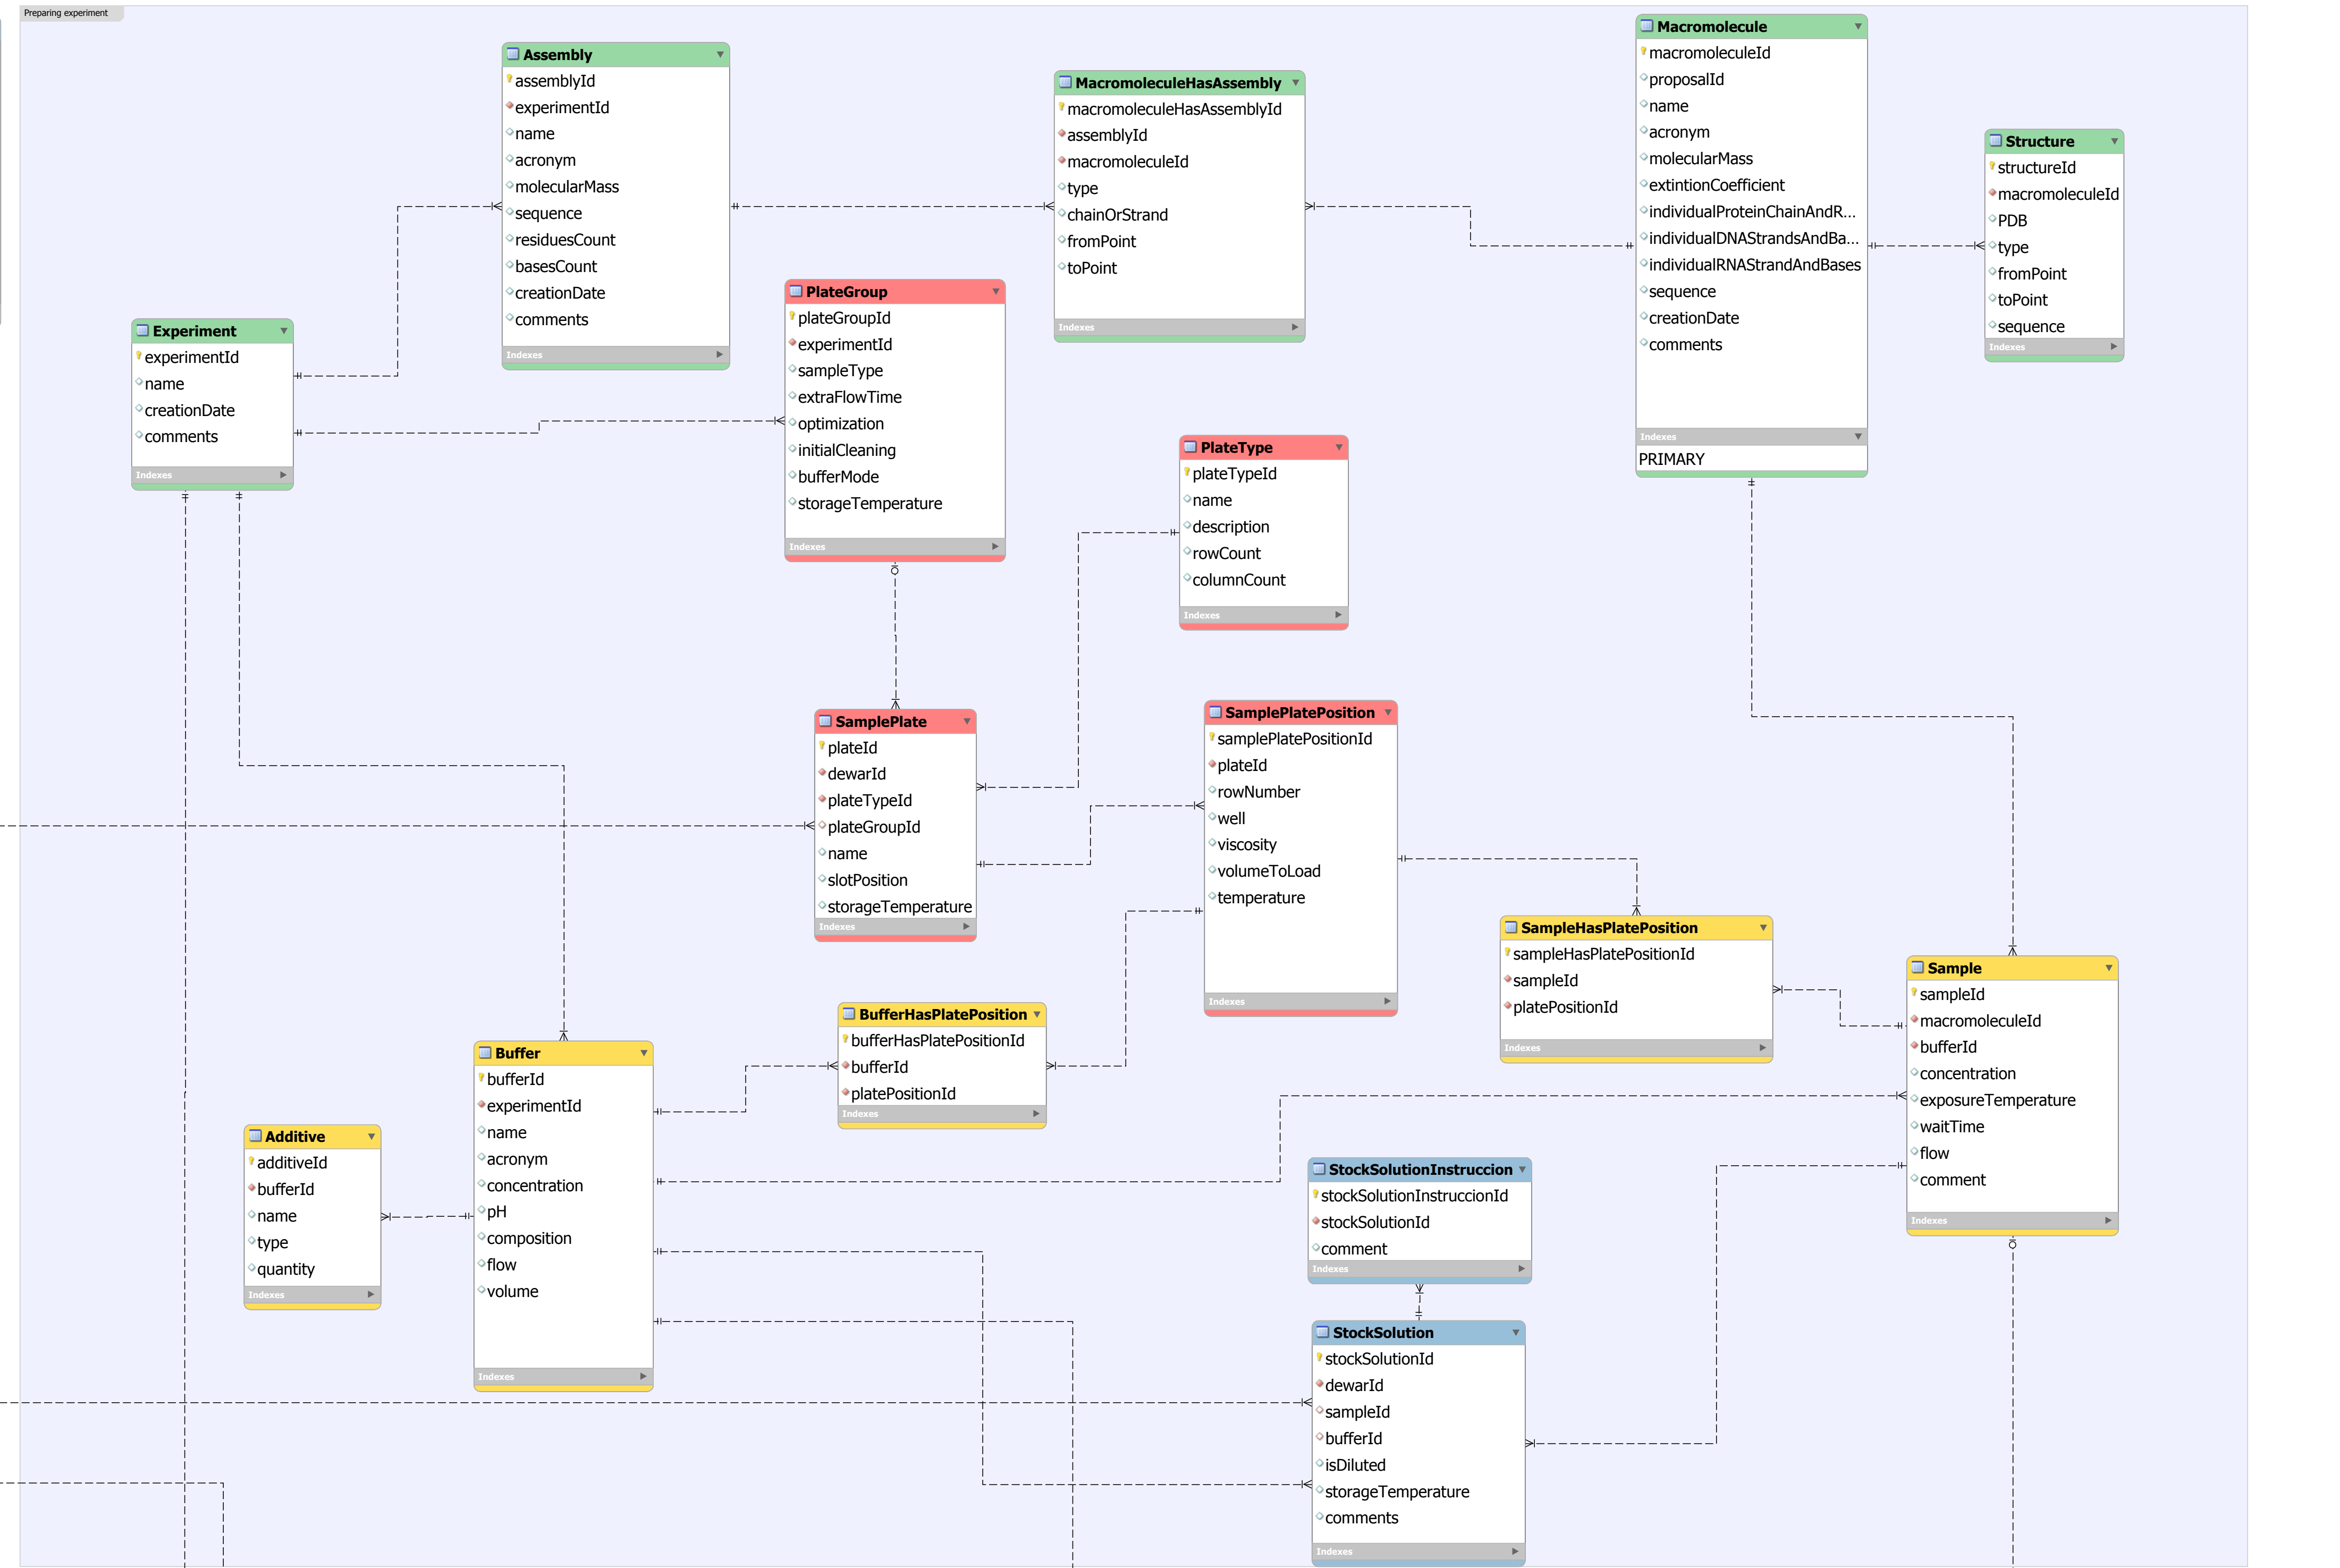 Preparing experiment
Assembly
assemblyId
experimentId
name
acronym
molecularMass
sequence
residuesCount
basesCount
creationDate
comments
Indexes
MacromoleculeHasAssembly
macromoleculeHasAssemblyId
assemblyId
macromoleculeId
type
chainOrStrand
fromPoint
toPoint
Indexes
Macromolecule
macromoleculeId
proposalId
name
acronym
molecularMass
extintionCoefficient
individualProteinChainAndR...
individualDNAStrandsAndBa...
individualRNAStrandAndBases
sequence
creationDate
comments
Indexes
PRIMARY
Structure
structureId
macromoleculeId
PDB
type
fromPoint
toPoint
sequence
Indexes
Experiment
experimentId
name
creationDate
comments
Indexes
PlateGroup
plateGroupId
experimentId
sampleType
extraFlowTime
optimization
initialCleaning
bufferMode
storageTemperature
Indexes
PlateType
plateTypeId
name
description
rowCount
columnCount
Indexes
SamplePlate
plateId
dewarId
plateTypeId
plateGroupId
name
slotPosition
storageTemperature
Indexes
SamplePlatePosition
samplePlatePositionId
plateId
rowNumber
well
viscosity
volumeToLoad
temperature
Indexes
SampleHasPlatePosition
sampleHasPlatePositionId
sampleId
platePositionId
Indexes
Sample
sampleId
macromoleculeId
bufferId
concentration
exposureTemperature
waitTime
flow
comment
Indexes
BufferHasPlatePosition
bufferHasPlatePositionId
bufferId
platePositionId
Indexes
Buffer
bufferId
experimentId
name
acronym
concentration
pH
composition
flow
volume
Indexes
Additive
additiveId
bufferId
name
type
quantity
Indexes
StockSolutionInstruccion
stockSolutionInstruccionId
stockSolutionId
comment
Indexes
StockSolution
stockSolutionId
dewarId
sampleId
bufferId
isDiluted
storageTemperature
comments
Indexes